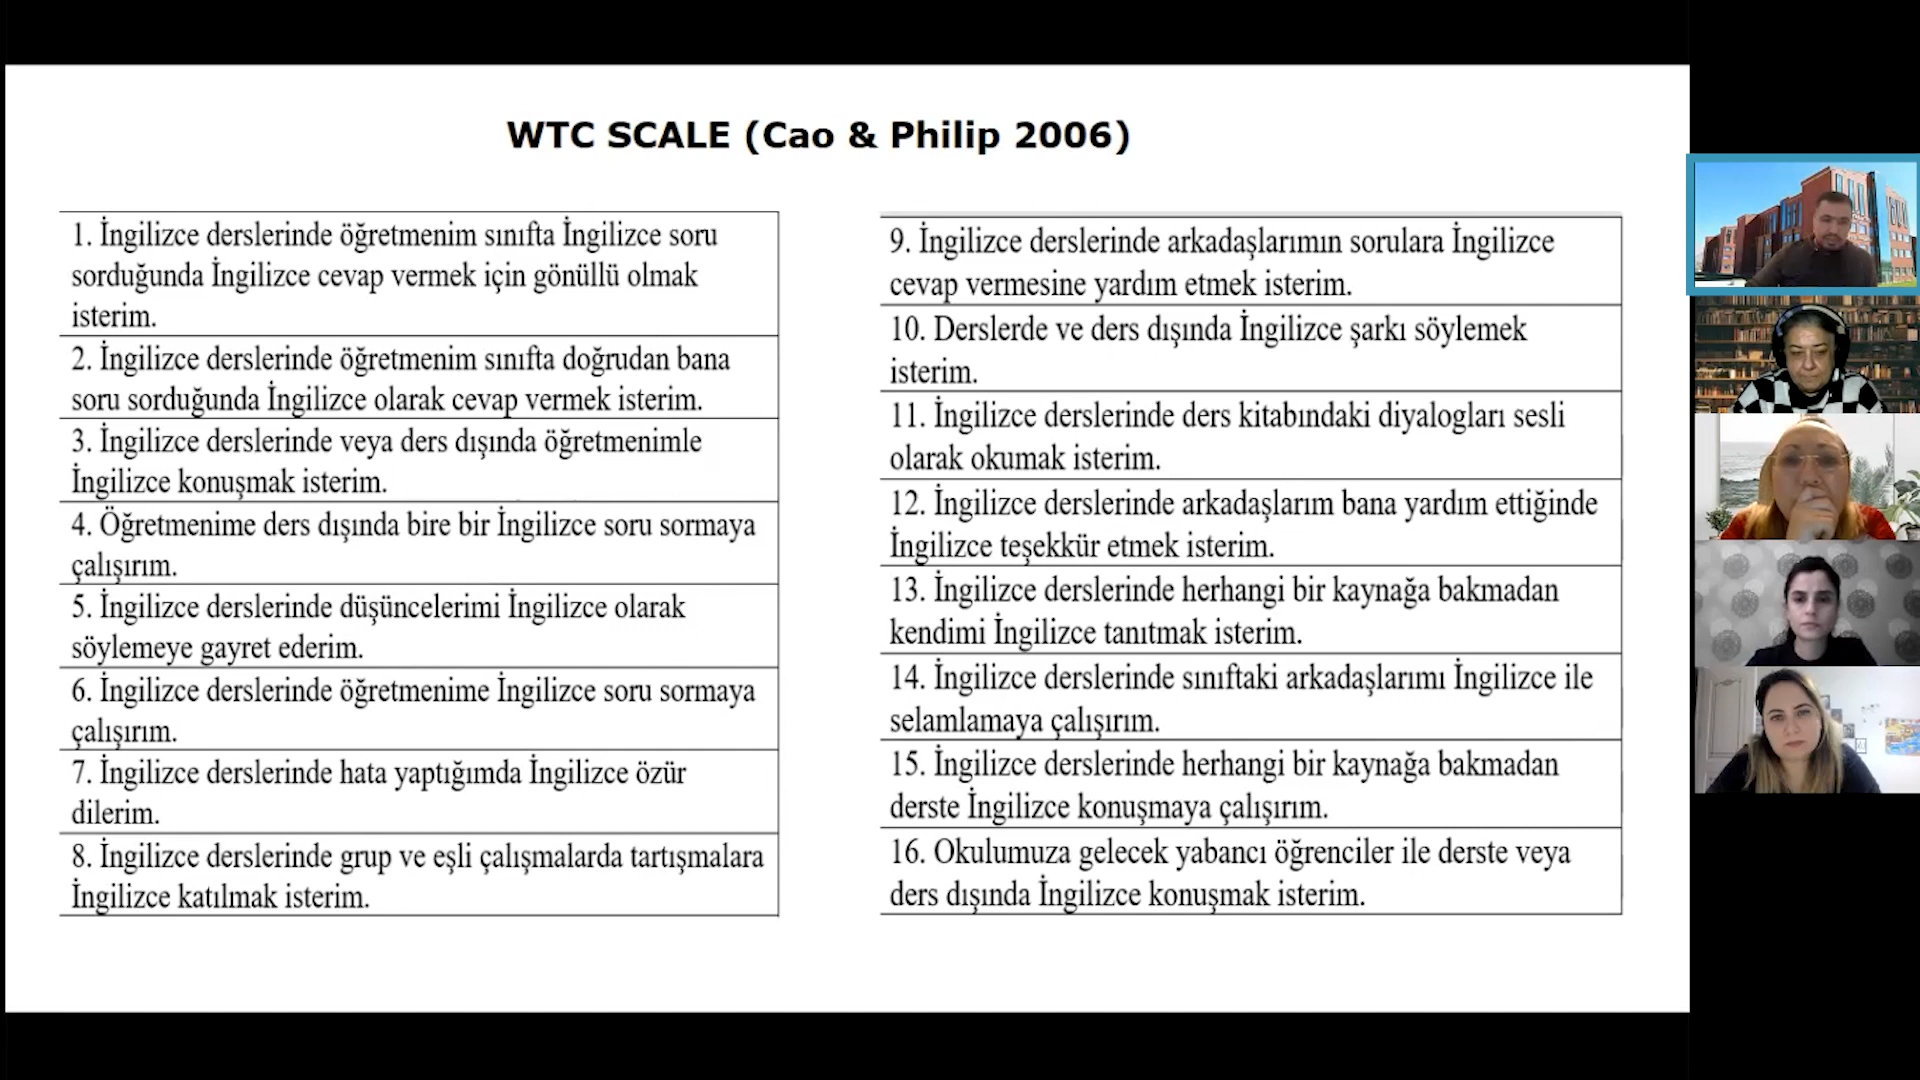 WTC SCALE (Cao & Philip 2006)
1. İngilizce derslerinde öğretmenim sınıfta İngilizce soru
sorduğunda İngilizce cevap vermek için gönüllü olmak
isterim.
2. İngilizce derslerinde öğretmenim sınıfta doğrudan bana
soru sorduğunda İngilizce olarak cevap vermek isterim.
3. İngilizce derslerinde veya ders dışında öğretmenimle
İngilizce konuşmak isterim.
4. Öğretmenime ders dışında bire bir İngilizce soru sormaya
çalışırım.
5. İngilizce derslerinde düşüncelerimi İngilizce olarak
söylemeye gayret ederim.
6. İngilizce derslerinde öğretmenime İngilizce soru sormaya
çalışırım.
7. İngilizce derslerinde hata yaptığımda İngilizce özür
dilerim.
8. İngilizce derslerinde grup ve eşli çalışmalarda tartışmalara
İngilizce katılmak isterim.
9. İngilizce derslerinde arkadaşlarımın sorulara İngilizce
cevap vermesine yardım etmek isterim.
10. Derslerde ve ders dışında İngilizce şarkı söylemek
isterim.
11. İngilizce derslerinde ders kitabındaki diyalogları sesli
olarak okumak isterim.
12. İngilizce derslerinde arkadaşlarım bana yardım ettiğinde
İngilizce teşekkür etmek isterim.
13. İngilizce derslerinde herhangi bir kaynağa bakmadan
kendimi İngilizce tanıtmak isterim.
14. İngilizce derslerinde sınıftaki arkadaşlarımı İngilizce ile
selamlamaya çalışırım.
15. İngilizce derslerinde herhangi bir kaynağa bakmadan
derste İngilizce konuşmaya çalışırım.
16. Okulumuza gelecek yabancı öğrenciler ile derste veya
ders dışında İngilizce konuşmak isterim.